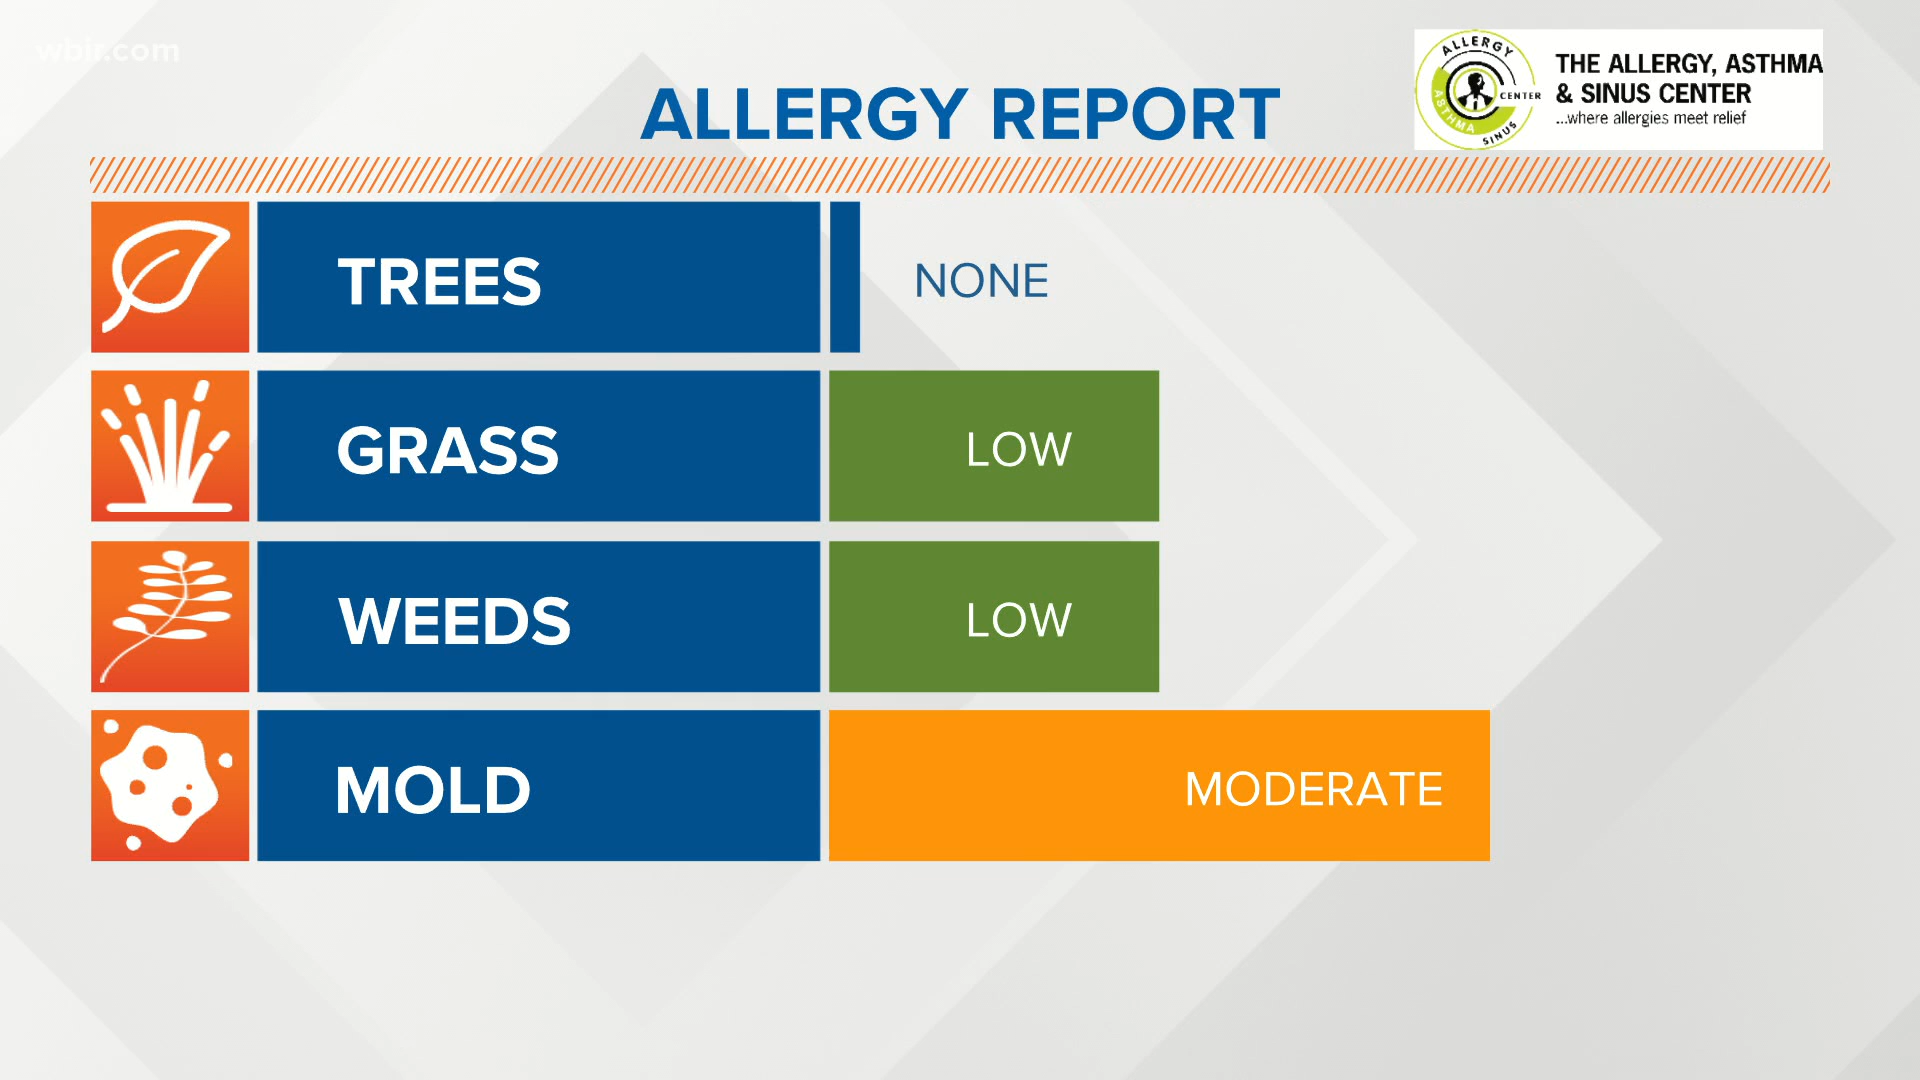 wbir.com
ALLERGY REPORT
ALLERGY
ASTHMA
SINUS
CENTER
THE ALLERGY, ASTHMA
& SINUS CENTER
...where allergies meet relief
TREES
NONE
GRASS
LOW
WEEDS
LOW
MOLD
MODERATE